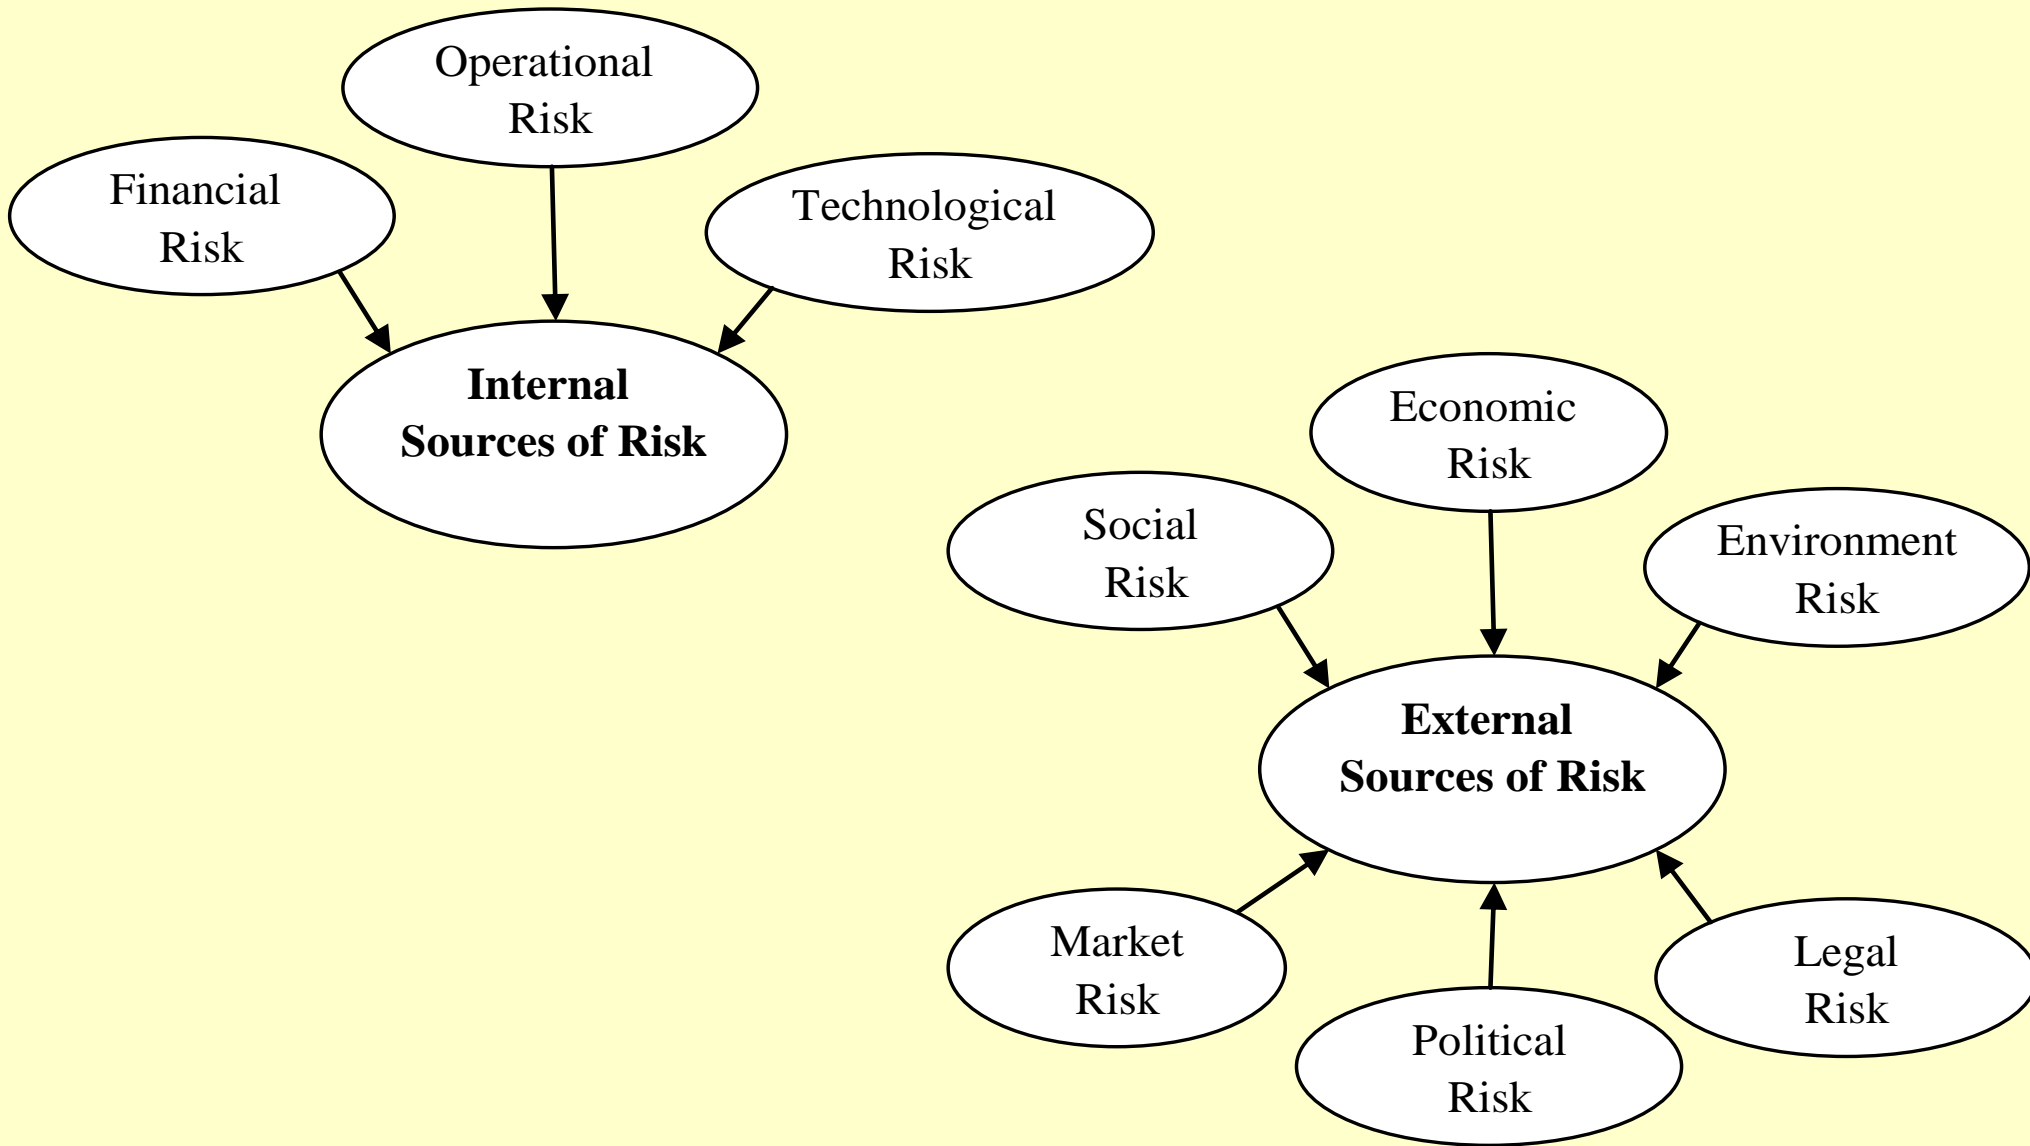 Operational
Risk
Financial
Risk
Technological
Risk
Internal
Sources of Risk
Economic
Risk
Social
Risk
Environment
Risk
External
Sources of Risk
Market
Risk
Political
Risk
Legal
Risk